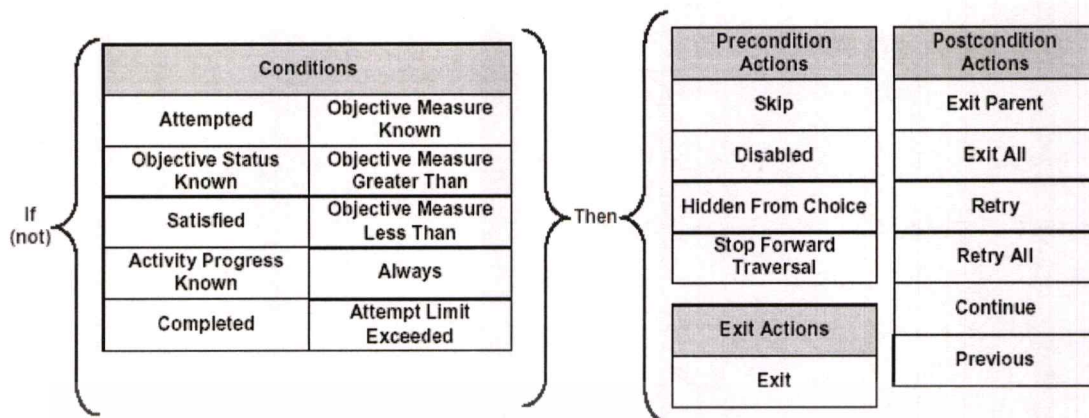 If
(not)
Conditions
Attempted
Objective Measure
Known
Objective Status
Known
Objective Measure
Greater Than
Satisfied
Objective Measure
Less Than
Activity Progress
Known
Always
Completed
Attempt Limit
Exceeded
Then
Precondition
Actions
Skip
Disabled
Hidden From Choice
Stop Forward
Traversal
Exit Actions
Exit
Postcondition
Actions
Exit Parent
Exit All
Retry
Retry All
Continue
Previous